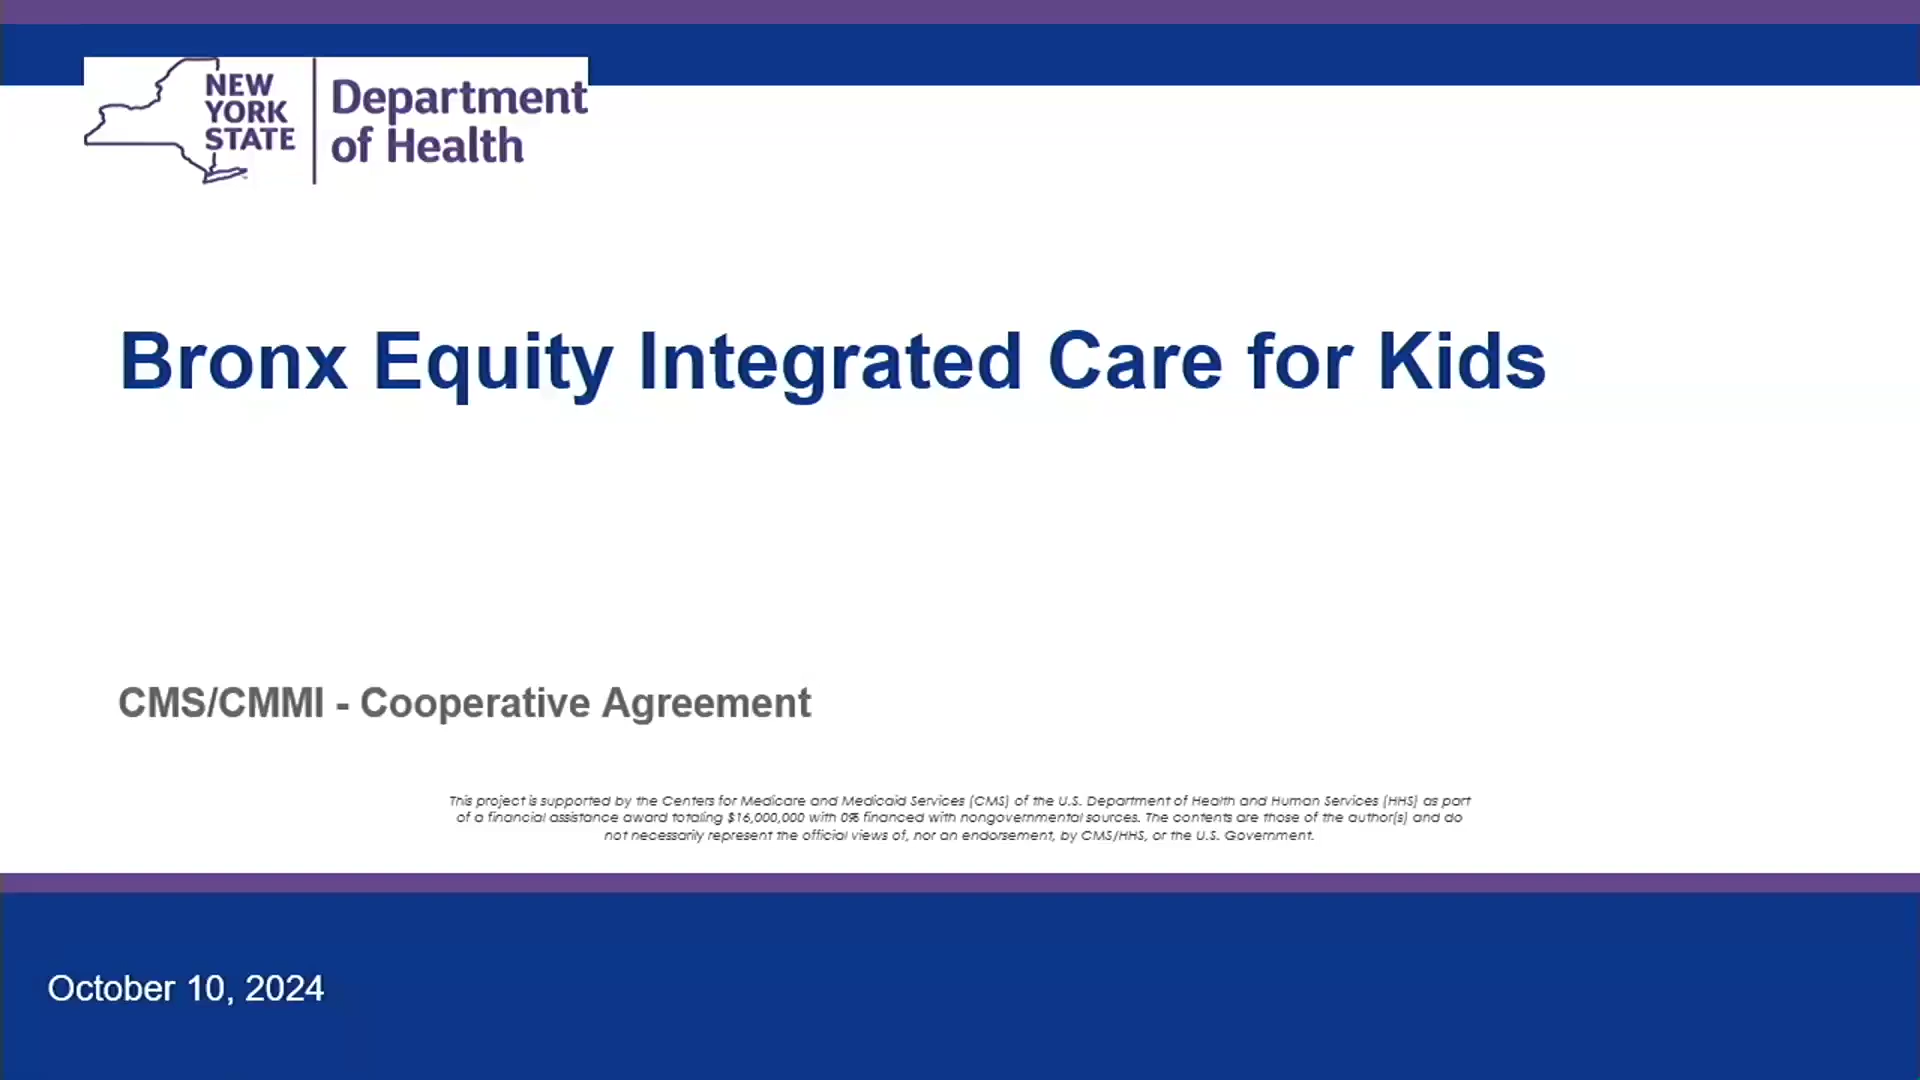 NEW
YORK
STATE
Department
of Health
Bronx Equity Integrated Care for Kids
CMS/CMMI - Cooperative Agreement
This project is supported by the Centers for Medicare and Medicaid Services (CMS) of the U.S. Department of Health and Human Services (HHS) as part
of a financial assistance award totaling $16,000,000 with 0% financed with nongovernmental sources. The contents are those of the author(s) and do
not necessarily represent the official views of, nor an endorsement, by CMS/HHS, or the U.S. Government.
October 10, 2024